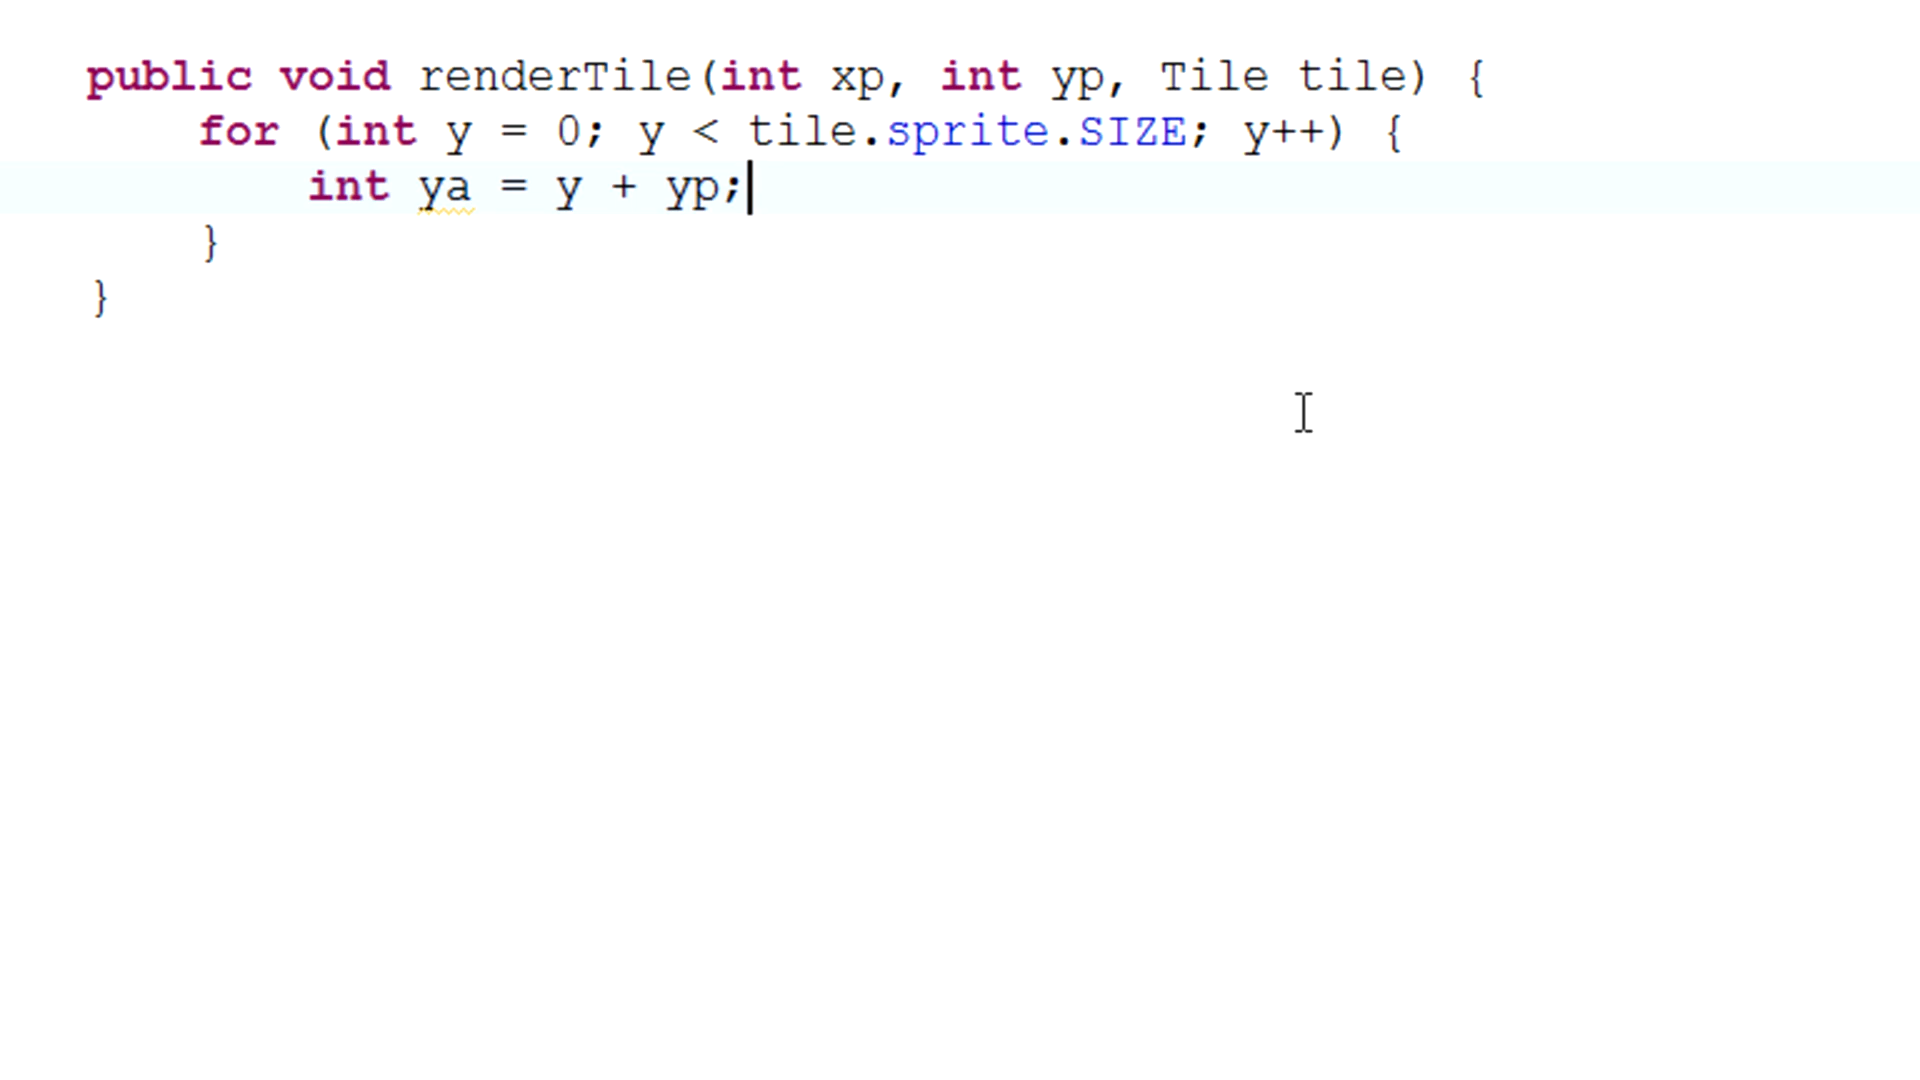 public void renderTile(int xp, int yp, Tile tile) {
for (int y = 0; y < tile.sprite.SIZE; y++) {
int ya = y + yp;
}
}